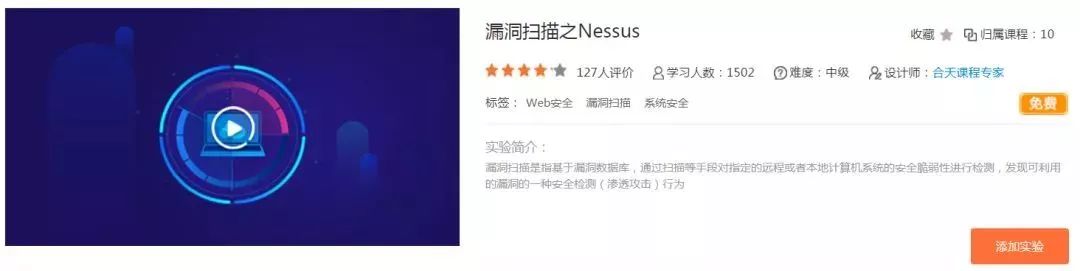 漏洞扫描之Nessus
收藏 归属课程：10
127人评价 学习人数：1502 难度：中级 设计师：合天课程专家
标签： Web安全 漏洞扫描 系统安全
免费
实验简介：
漏洞扫描是指基于漏洞数据库，通过扫描等手段对指定的远程或者本地计算机系统的安全脆弱性进行检测，发现可利用
的漏洞的一种安全检测（渗透攻击）行为
添加实验